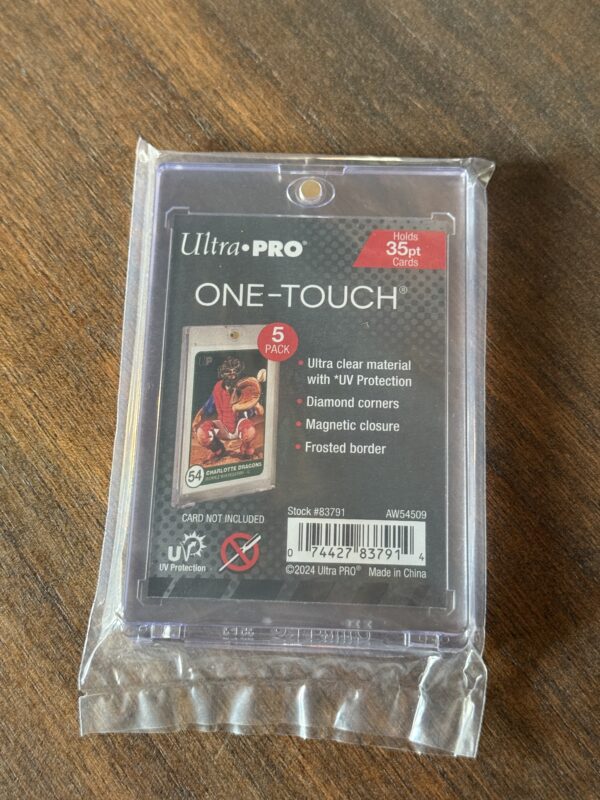 Ultra•PRO®
Holds
35pt
Cards
ONE-TOUCH®
5
PACK
• Ultra clear material
with *UV Protection
• Diamond corners
• Magnetic closure
• Frosted border
54
CHARLOTTE DRAGONS
CARD NOT INCLUDED
Stock #83791
AW54509
0 74427 83791 4
UV
UV Protection
©2024 Ultra PRO® Made in China